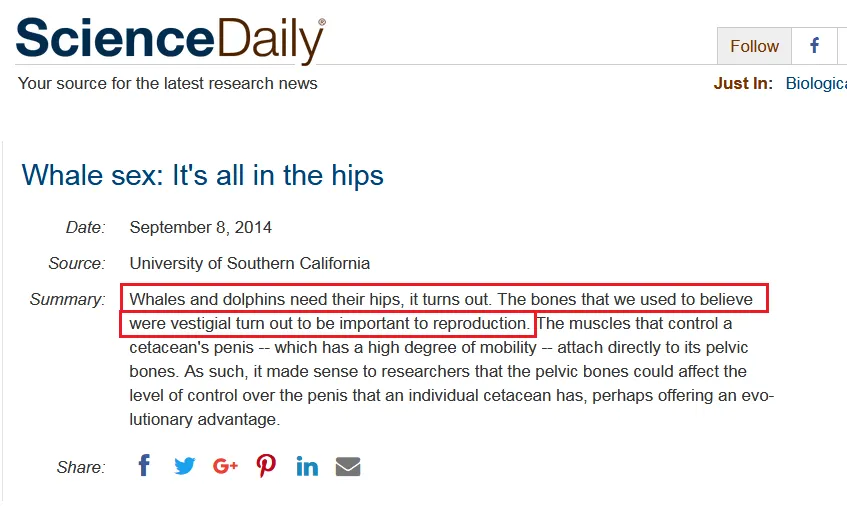 ScienceDaily®
Follow
Your source for the latest research news
Just In:
Whale sex: It's all in the hips
Date: September 8, 2014
Source: University of Southern California
Summary: Whales and dolphins need their hips, it turns out. The bones that we used to believe
were vestigial turn out to be important to reproduction. The muscles that control a
cetacean's penis -- which has a high degree of mobility -- attach directly to its pelvic
bones. As such, it made sense to researchers that the pelvic bones could affect the
level of control over the penis that an individual cetacean has, perhaps offering an evo-
lutionary advantage.
Share: f G+ in